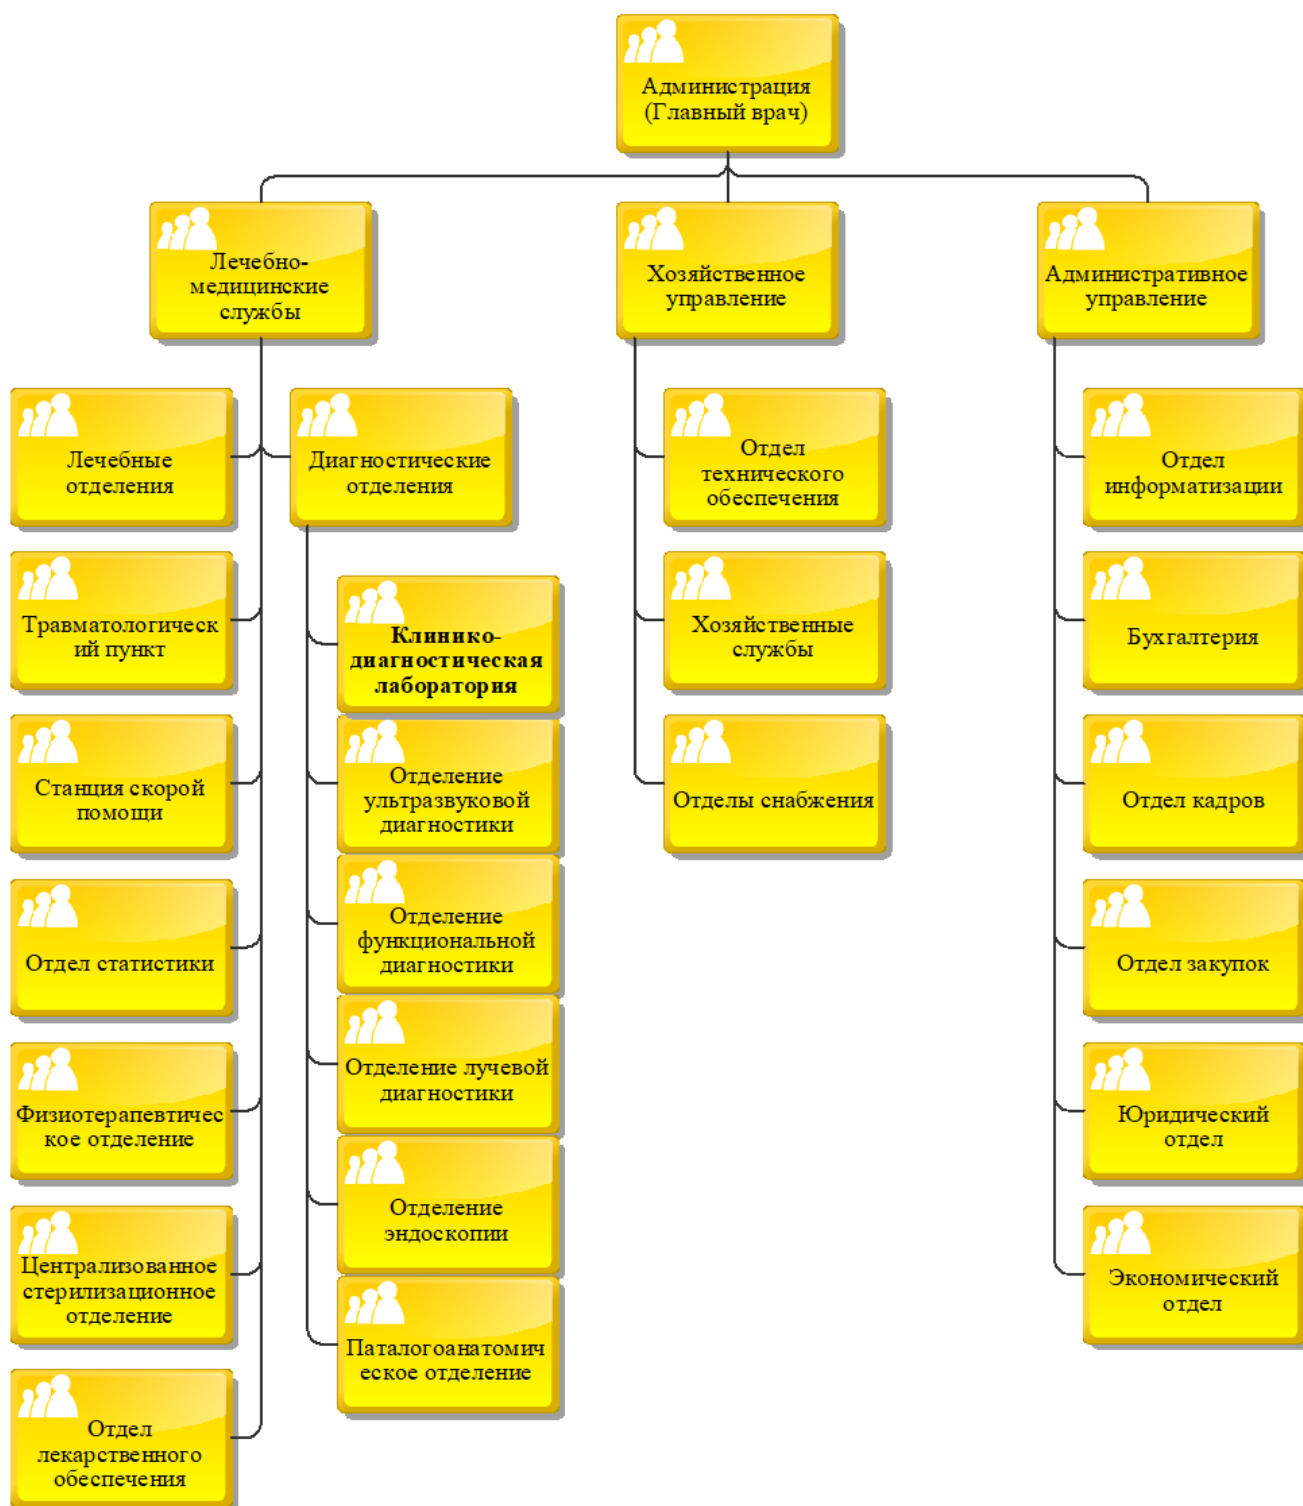 Администрация
(Главный врач)
Лечебно-
медицинские
службы
Хозяйственное
управление
Административное
управление
Лечебные
отделения
Диагностические
отделения
Отдел
технического
обеспечения
Отдел
информатизации
Травматологическ
ий пункт
Клинико-
диагностическая
лаборатория
Хозяйственные
службы
Бухгалтерия
Станция скорой
помощи
Отделение
ультразвуковой
диагностики
Отделы снабжения
Отдел кадров
Отдел статистики
Отделение
функциональной
диагностики
Отдел закупок
Физиотерапевтичес
кое отделение
Отделение лучевой
диагностики
Юридический
отдел
Централизованное
стерилизационное
отделение
Отделение
эндоскопии
Экономический
отдел
Паталогоанатомич
еское отделение
Отдел
лекарственного
обеспечения